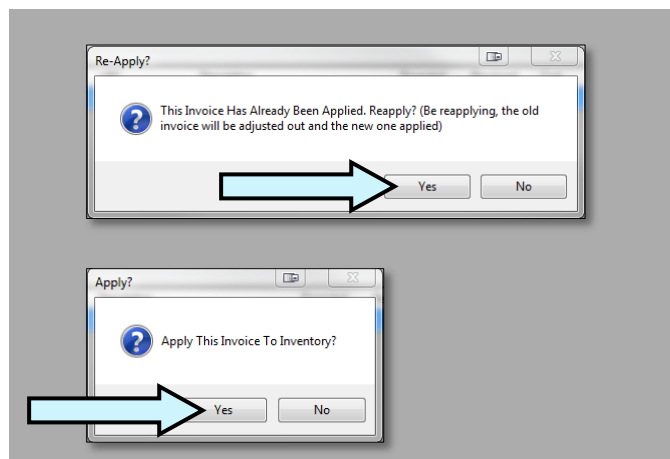 Re-Apply?
This Invoice Has Already Been Applied. Reapply? (Be reapplying, the old
invoice will be adjusted out and the new one applied)
Yes
No
Apply?
Apply This Invoice To Inventory?
Yes
No